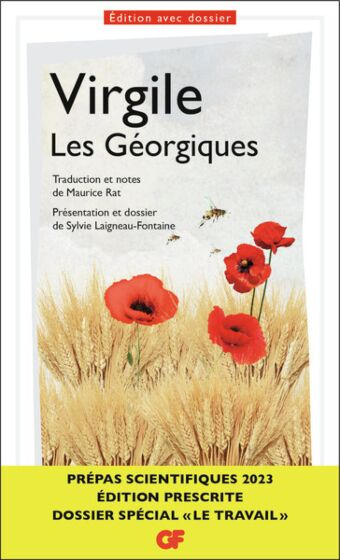 Édition avec dossier
Virgile
Les Géorgiques
Traduction et notes
de Maurice Rat
Présentation et dossier
de Sylvie Laigneau-Fontaine
PRÉPAS SCIENTIFIQUES 2023
ÉDITION PRESCRITE
DOSSIER SPÉCIAL «LE TRAVAIL»
GF